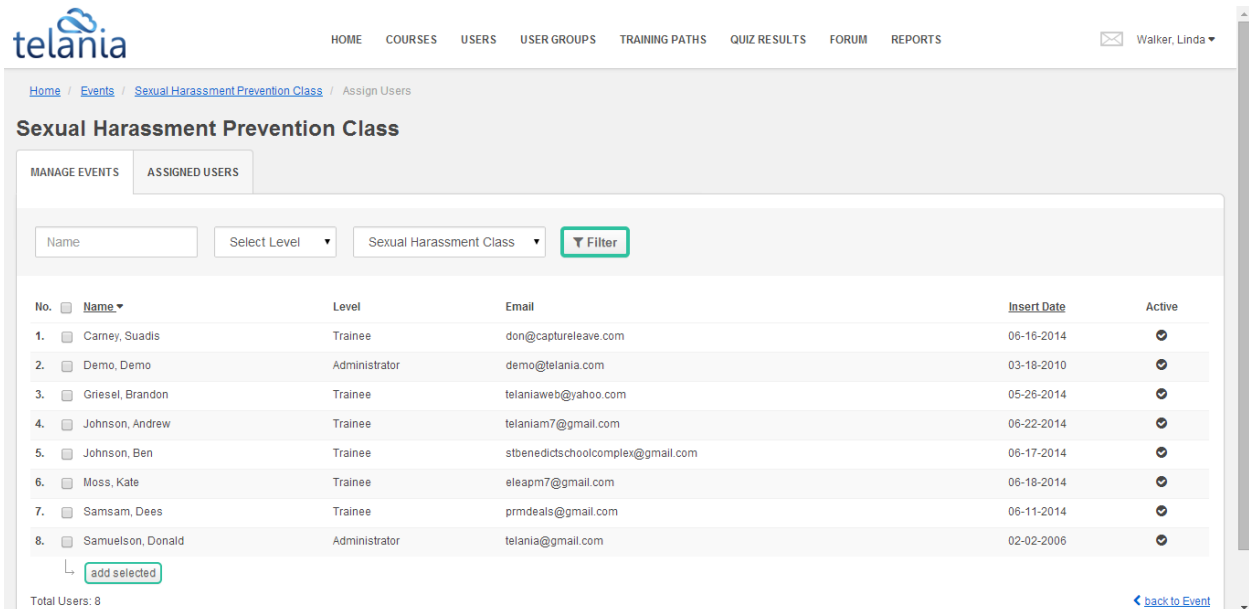 telania
HOME COURSES USERS USER GROUPS TRAINING PATHS QUIZ RESULTS FORUM REPORTS Walker, Linda
Home / Events / Sexual Harassment Prevention Class / Assign Users
Sexual Harassment Prevention Class
MANAGE EVENTS ASSIGNED USERS
Name Select Level Sexual Harassment Class Filter
No. Name Level Email Insert Date Active
1. Carney, Suadis Trainee don@captureleave.com 06-16-2014
2. Demo, Demo Administrator demo@telania.com 03-18-2010
3. Griesel, Brandon Trainee telaniaweb@yahoo.com 05-26-2014
4. Johnson, Andrew Trainee telaniam7@gmail.com 06-22-2014
5. Johnson, Ben Trainee stbenedictschoolcomplex@gmail.com 06-17-2014
6. Moss, Kate Trainee eleapm7@gmail.com 06-18-2014
7. Samsam, Dees Trainee prmdeals@gmail.com 06-11-2014
8. Samuelson, Donald Administrator telania@gmail.com 02-02-2006
add selected
Total Users: 8 back to Event